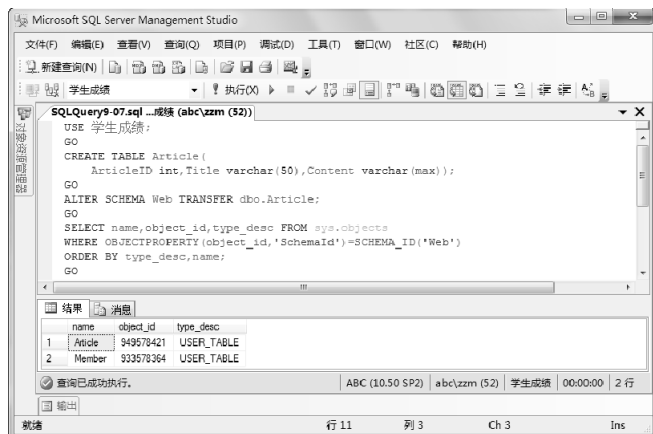 Microsoft SQL Server Management Studio
文件(F) 编辑(E) 查看(V) 查询(Q) 项目(P) 调试(D) 工具(T) 窗口(W) 社区(C) 帮助(H)
新建查询(N)
学生成绩 执行(X)
对象资源管理器
SQLQuery9-07.sql ...成绩 (abc\zzm (52))
USE 学生成绩;
GO
CREATE TABLE Article(
ArticleID int,Title varchar(50),Content varchar(max));
GO
ALTER SCHEMA Web TRANSFER dbo.Article;
GO
SELECT name,object_id,type_desc FROM sys.objects
WHERE OBJECTPROPERTY(object_id,'SchemaId')=SCHEMA_ID('Web')
ORDER BY type_desc,name;
GO
结果 消息
name object_id type_desc
1 Article 949578421 USER_TABLE
2 Member 933578364 USER_TABLE
查询已成功执行。 ABC (10.50 SP2) abc\zzm (52) 学生成绩 00:00:00 2 行
输出
就绪 行 11 列 3 Ch 3 Ins